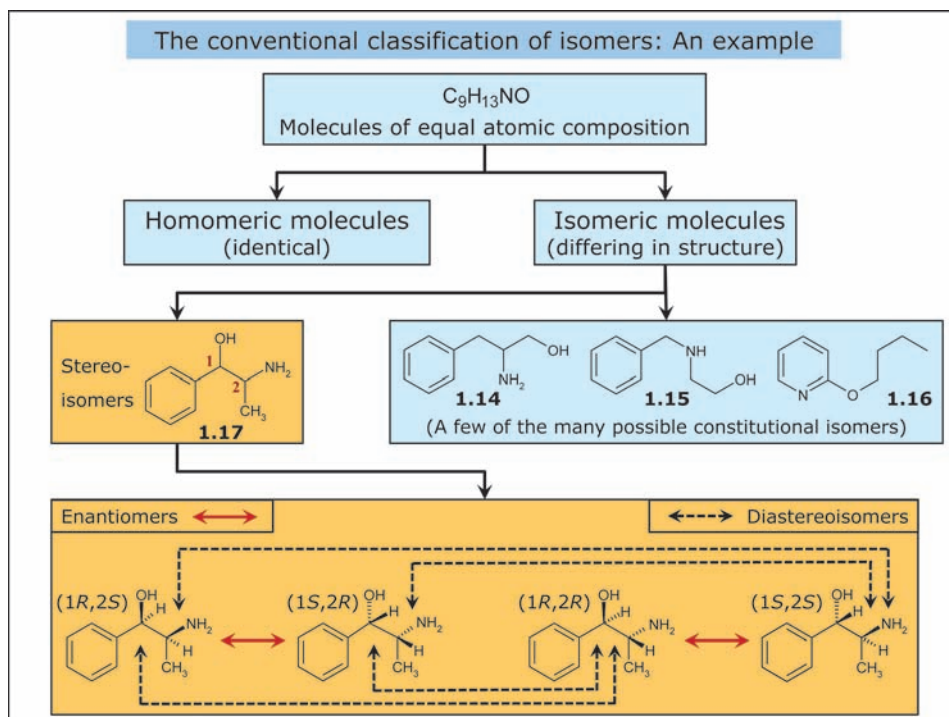 The conventional classification of isomers: An example
C₉H₁₃NO
Molecules of equal atomic composition
Homomeric molecules
(identical)
Isomeric molecules
(differing in structure)
Stereo-
isomers
OH
1
NH₂
2
CH₃
1.17
OH
NH₂
1.14
NH
OH
1.15
N
O
1.16
(A few of the many possible constitutional isomers)
Enantiomers
Diastereoisomers
(1R,2S)
OH
H
NH₂
H
CH₃
(1S,2R)
OH
H
NH₂
H
CH₃
(1R,2R)
OH
H
NH₂
H
CH₃
(1S,2S)
OH
H
NH₂
H
CH₃